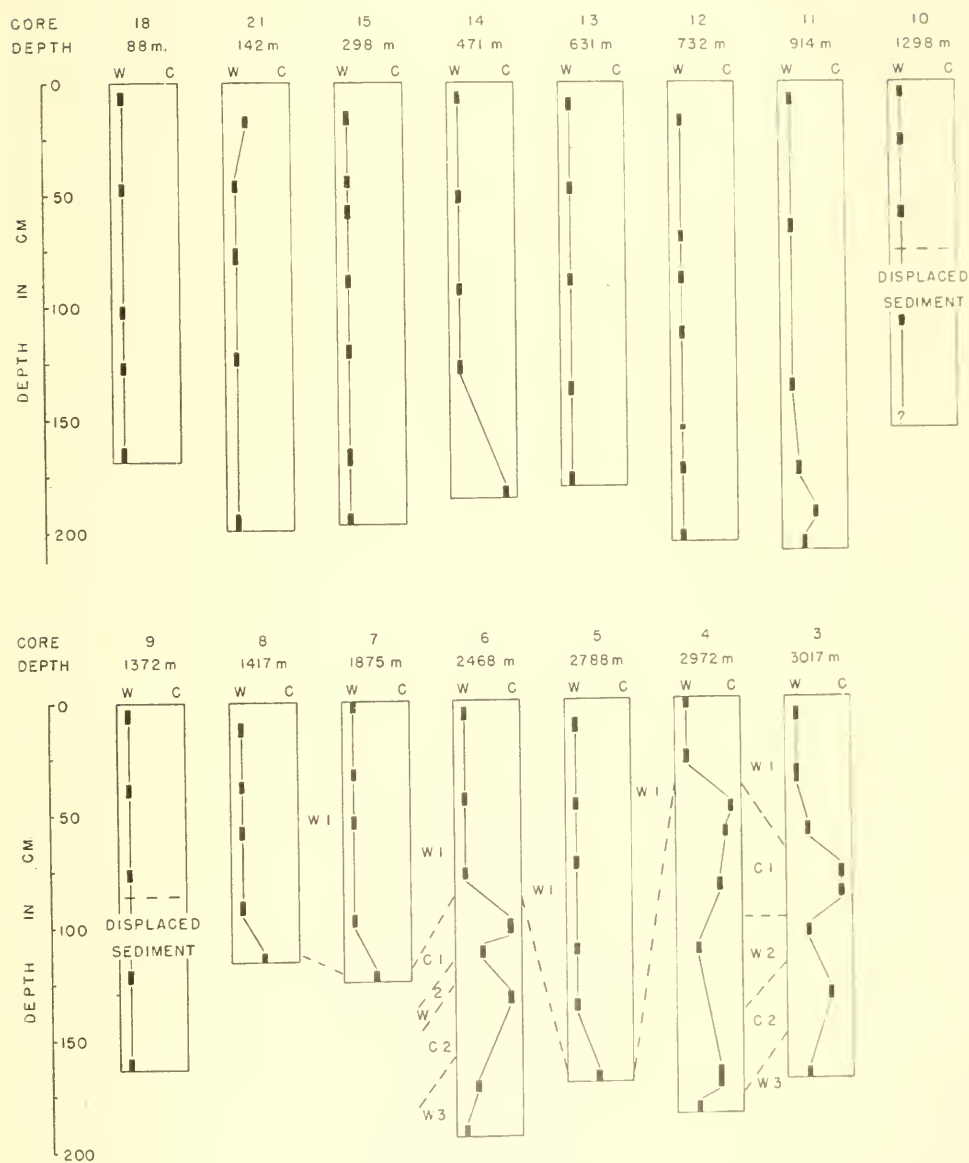 CORE 18 21 15 14 13 12 11 10
DEPTH 88 m. 142 m 298 m 471 m 631 m 732 m 914 m 1298 m
W C W C W C W C W C W C W C W C
0
50
100
150
200
DEPTH IN CM
DISPLACED
SEDIMENT
?
CORE 9 8 7 6 5 4 3
DEPTH 1372 m 1417 m 1875 m 2468 m 2788 m 2972 m 3017 m
W C W C W C W C W C W C W C
0
50
100
150
200
DEPTH IN CM
DISPLACED
SEDIMENT
W 1
W 1
C 1
W 2
C 2
W 3
W 1
W 1
W 1
C 1
W 2
C 2
W 3